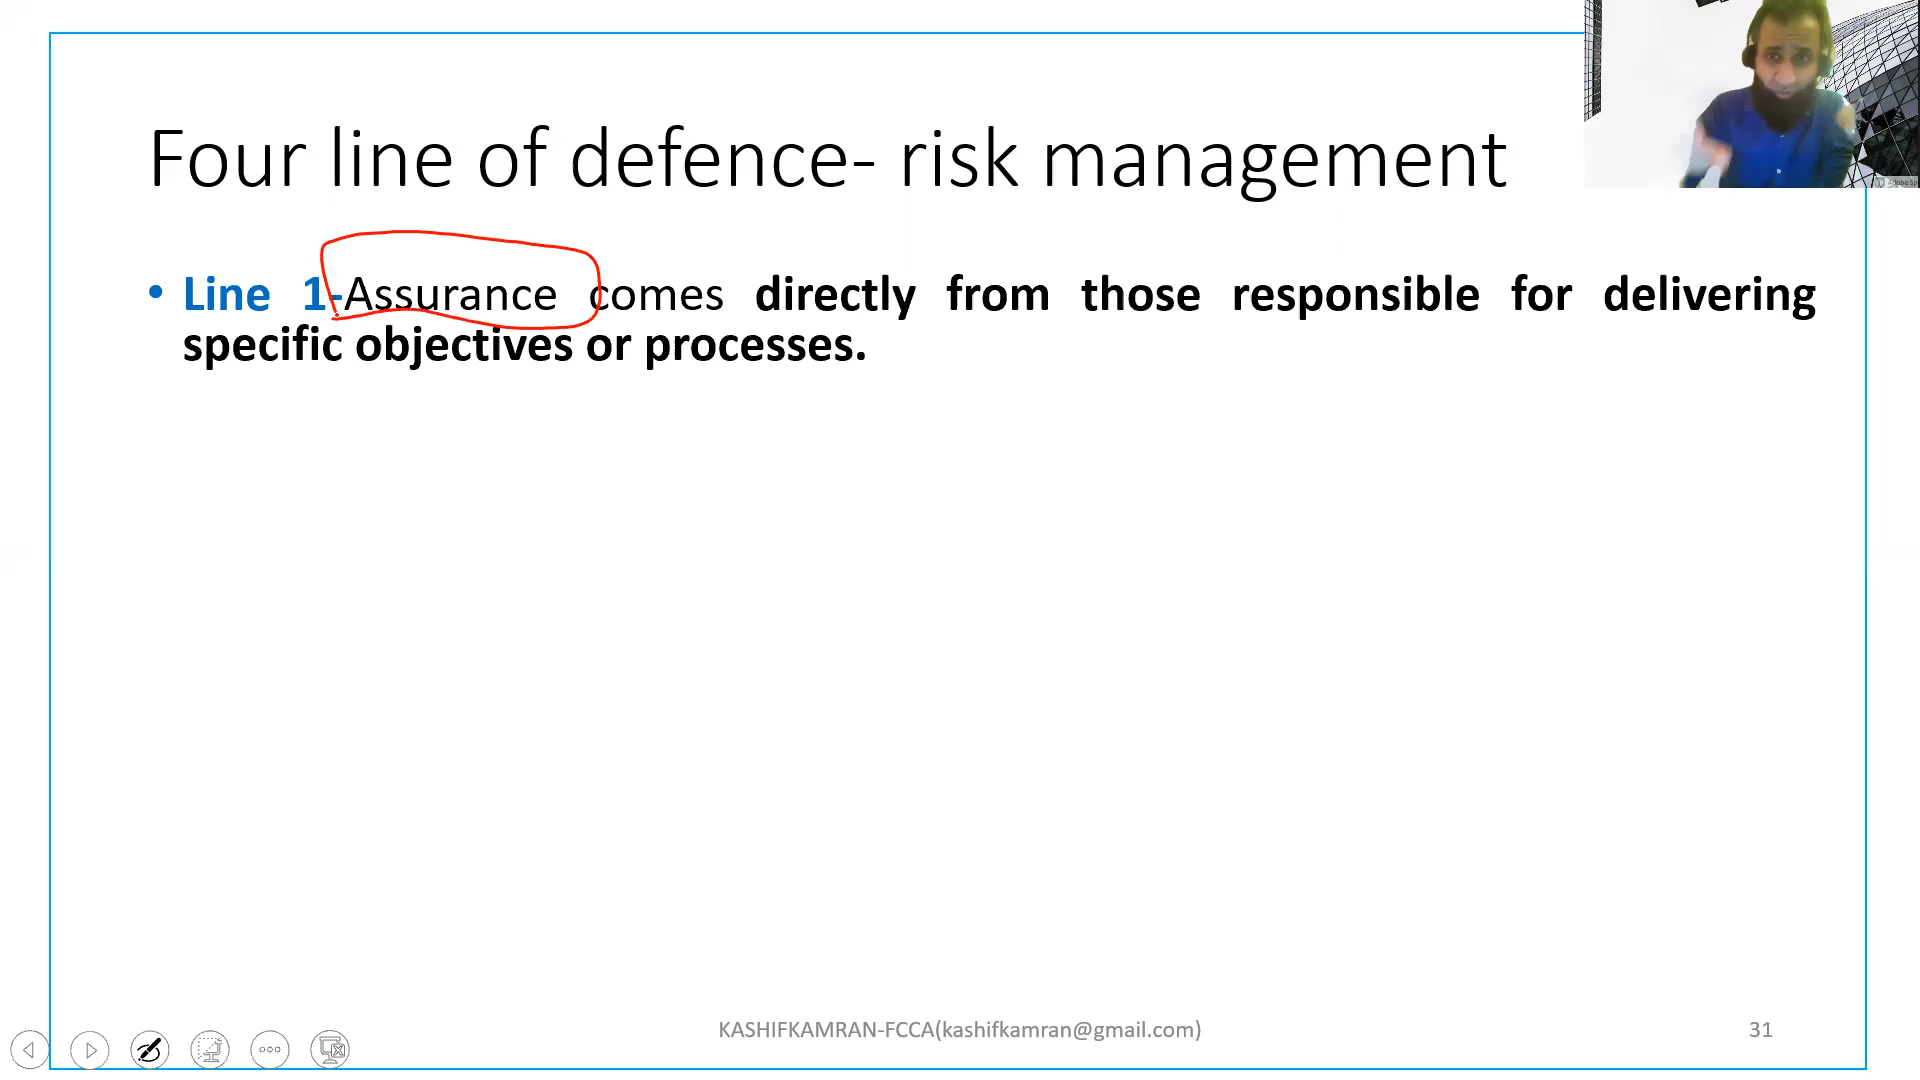 Four line of defence- risk management
• Line 1-Assurance comes directly from those responsible for delivering
specific objectives or processes.
KASHIFKAMRAN-FCCA(kashifkamran@gmail.com)
31